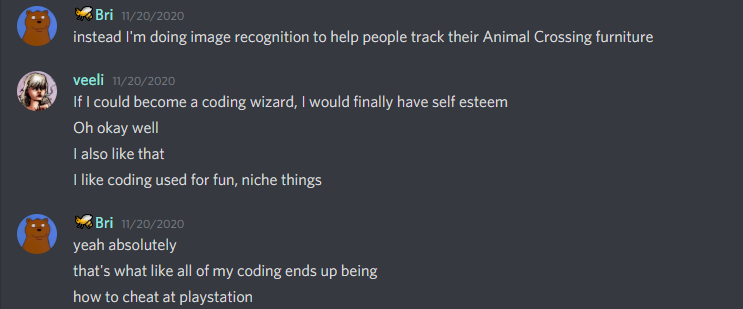 🐝Bri 11/20/2020
instead I'm doing image recognition to help people track their Animal Crossing furniture
veeli 11/20/2020
If I could become a coding wizard, I would finally have self esteem
Oh okay well
I also like that
I like coding used for fun, niche things
🐝Bri 11/20/2020
yeah absolutely
that's what like all of my coding ends up being
how to cheat at playstation